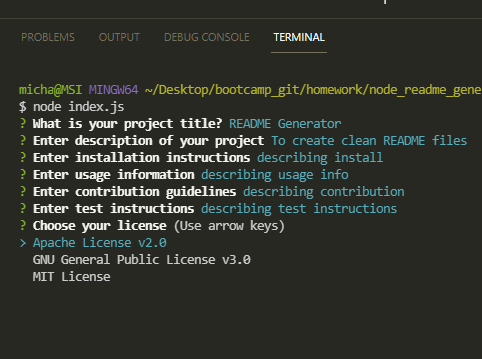 PROBLEMS OUTPUT DEBUG CONSOLE TERMINAL
micha@MSI MINGW64 ~/Desktop/bootcamp_git/homework/node_readme_gene
$ node index.js
? What is your project title? README Generator
? Enter description of your project To create clean README files
? Enter installation instructions describing install
? Enter usage information describing usage info
? Enter contribution guidelines describing contribution
? Enter test instructions describing test instructions
? Choose your license (Use arrow keys)
> Apache License v2.0
GNU General Public License v3.0
MIT License